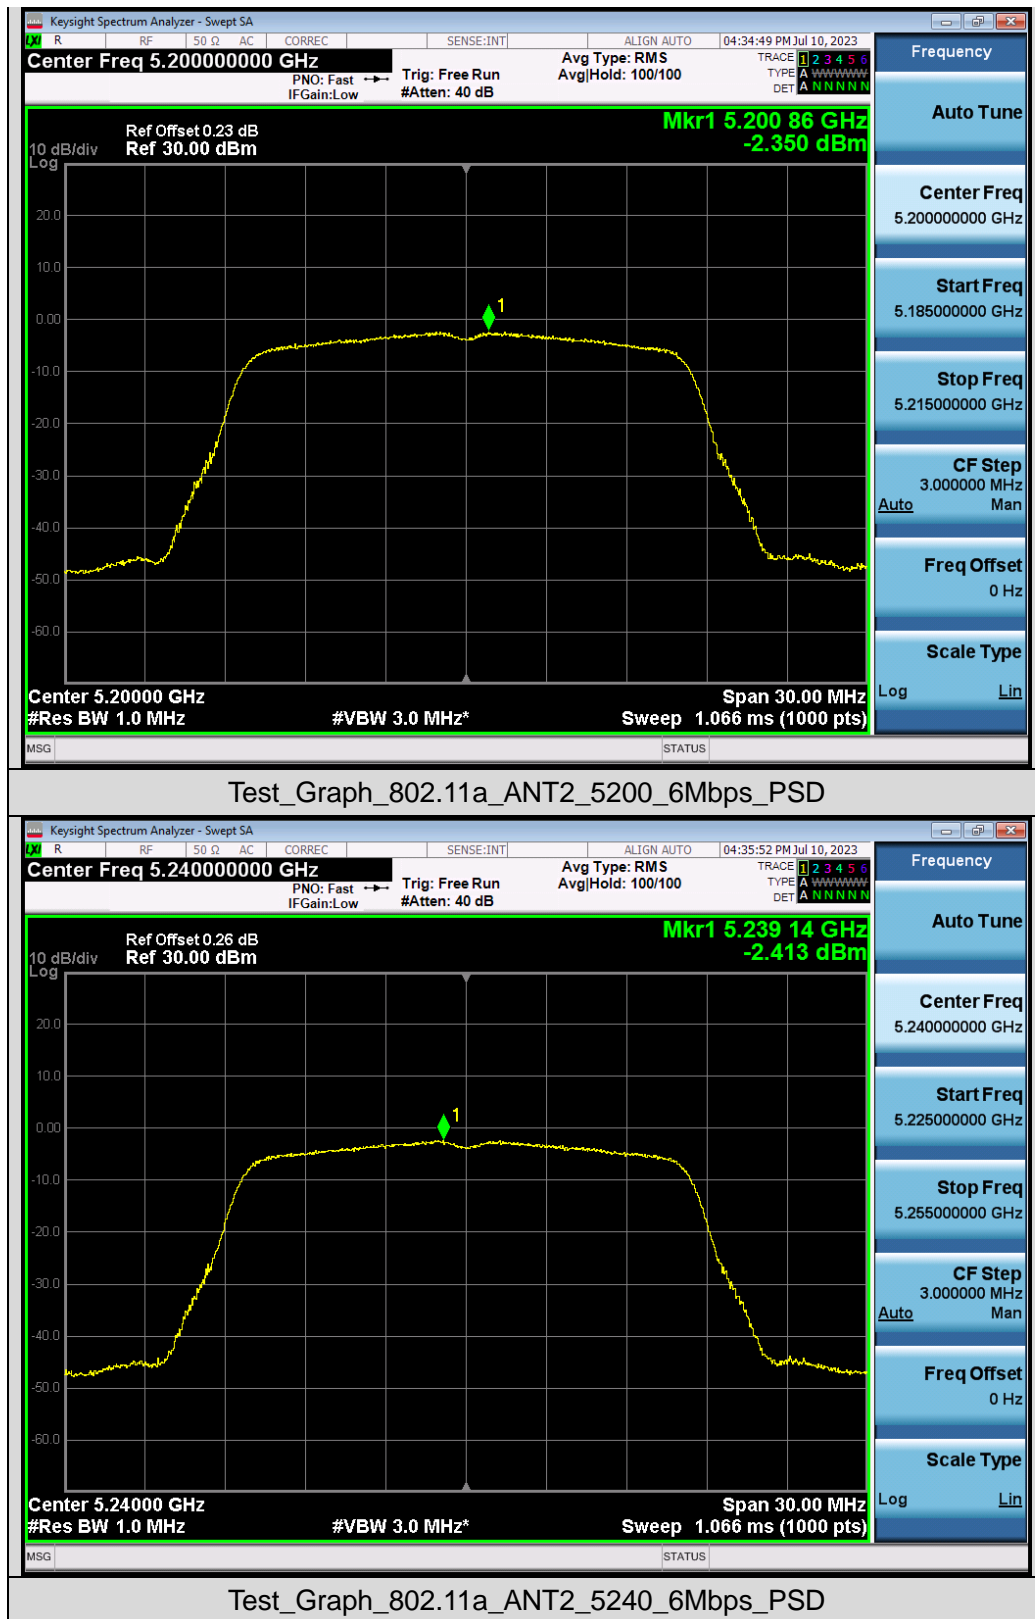 Keysight Spectrum Analyzer - Swept SA
LXI R RF 50 Ω AC CORREC SENSE:INT ALIGN AUTO 04:34:49 PM Jul 10, 2023
Center Freq 5.200000000 GHz
PNO: Fast
IFGain:Low
Trig: Free Run
#Atten: 40 dB
Avg Type: RMS
Avg|Hold: 100/100
TRACE 1 2 3 4 5 6
TYPE A WWWWW
DET A N N N N N
Ref Offset 0.23 dB
Ref 30.00 dBm
10 dB/div
Log
Mkr1 5.200 86 GHz
-2.350 dBm
1
20.0
10.0
0.00
-10.0
-20.0
-30.0
-40.0
-50.0
-60.0
Center 5.20000 GHz
Span 30.00 MHz
#Res BW 1.0 MHz
#VBW 3.0 MHz*
Sweep 1.066 ms (1000 pts)
MSG
STATUS
Frequency
Auto Tune
Center Freq
5.200000000 GHz
Start Freq
5.185000000 GHz
Stop Freq
5.215000000 GHz
CF Step
3.000000 MHz
Auto Man
Freq Offset
0 Hz
Scale Type
Log Lin
Test_Graph_802.11a_ANT2_5200_6Mbps_PSD
Keysight Spectrum Analyzer - Swept SA
LXI R RF 50 Ω AC CORREC SENSE:INT ALIGN AUTO 04:35:52 PM Jul 10, 2023
Center Freq 5.240000000 GHz
PNO: Fast
IFGain:Low
Trig: Free Run
#Atten: 40 dB
Avg Type: RMS
Avg|Hold: 100/100
TRACE 1 2 3 4 5 6
TYPE A WWWWW
DET A N N N N N
Ref Offset 0.26 dB
Ref 30.00 dBm
10 dB/div
Log
Mkr1 5.239 14 GHz
-2.413 dBm
1
20.0
10.0
0.00
-10.0
-20.0
-30.0
-40.0
-50.0
-60.0
Center 5.24000 GHz
Span 30.00 MHz
#Res BW 1.0 MHz
#VBW 3.0 MHz*
Sweep 1.066 ms (1000 pts)
MSG
STATUS
Frequency
Auto Tune
Center Freq
5.240000000 GHz
Start Freq
5.225000000 GHz
Stop Freq
5.255000000 GHz
CF Step
3.000000 MHz
Auto Man
Freq Offset
0 Hz
Scale Type
Log Lin
Test_Graph_802.11a_ANT2_5240_6Mbps_PSD